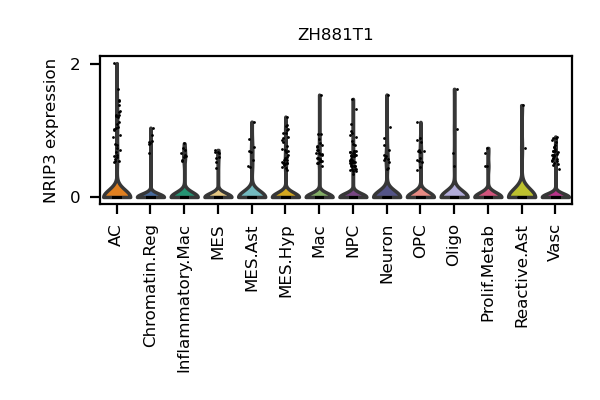 ZH881T1
NRIP3 expression
2
0
AC
Chromatin.Reg
Inflammatory.Mac
MES
MES.Ast
MES.Hyp
Mac
NPC
Neuron
OPC
Oligo
Prolif.Metab
Reactive.Ast
Vasc